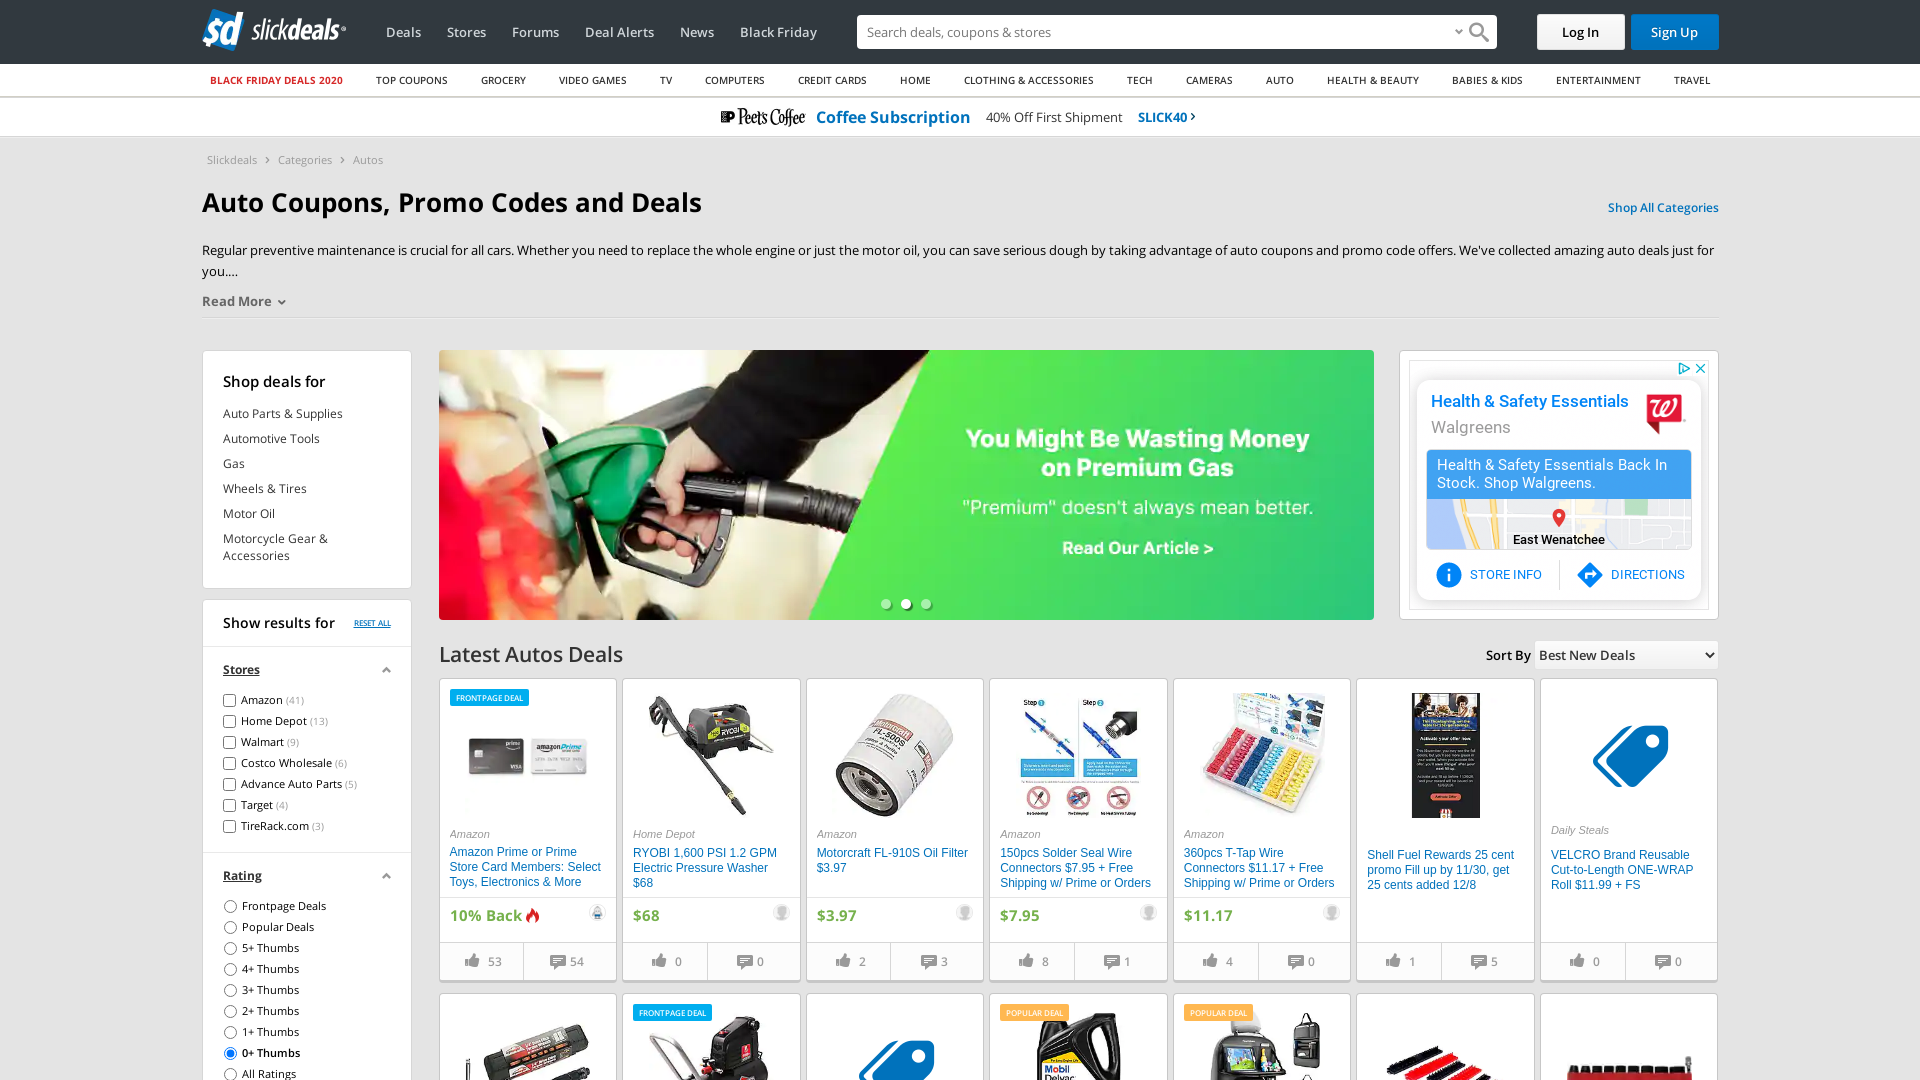 slickdeals
Deals
Stores
Forums
Deal Alerts
News
Black Friday
Search deals, coupons & stores
Log In
Sign Up
BLACK FRIDAY DEALS 2020
TOP COUPONS
GROCERY
VIDEO GAMES
TV
COMPUTERS
CREDIT CARDS
HOME
CLOTHING & ACCESSORIES
TECH
CAMERAS
AUTO
HEALTH & BEAUTY
BABIES & KIDS
ENTERTAINMENT
TRAVEL
Peet's Coffee
Coffee Subscription
40% Off First Shipment
SLICK40
Slickdeals
Categories
Autos
Auto Coupons, Promo Codes and Deals
Shop All Categories
Regular preventive maintenance is crucial for all cars. Whether you need to replace the whole engine or just the motor oil, you can save serious dough by taking advantage of auto coupons and promo code offers. We've collected amazing auto deals just for
you....
Read More
Shop deals for
Auto Parts & Supplies
Automotive Tools
Gas
Wheels & Tires
Motor Oil
Motorcycle Gear &
Accessories
Show results for
RESET ALL
Stores
Amazon (41)
Home Depot (13)
Walmart (9)
Costco Wholesale (6)
Advance Auto Parts (5)
Target (4)
TireRack.com (3)
Rating
Frontpage Deals
Popular Deals
5+ Thumbs
4+ Thumbs
3+ Thumbs
2+ Thumbs
1+ Thumbs
0+ Thumbs
All Ratings
You Might Be Wasting Money
on Premium Gas
"Premium" doesn't always mean better.
Read Our Article >
Health & Safety Essentials
Walgreens
Health & Safety Essentials Back In
Stock. Shop Walgreens.
East Wenatchee
STORE INFO
DIRECTIONS
Latest Autos Deals
Sort By
Best New Deals
FRONTPAGE DEAL
Amazon
Amazon Prime or Prime
Store Card Members: Select
Toys, Electronics & More
10% Back
53
54
RYOBI
Home Depot
RYOBI 1,600 PSI 1.2 GPM
Electric Pressure Washer
$68
$68
0
0
Motorcraft
FL-500S
Amazon
Motorcraft FL-910S Oil Filter
$3.97
$3.97
2
3
Step 1
Step 2
Amazon
150pcs Solder Seal Wire
Connectors $7.95 + Free
Shipping w/ Prime or Orders
$7.95
8
1
Amazon
360pcs T-Tap Wire
Connectors $11.17 + Free
Shipping w/ Prime or Orders
$11.17
4
0
Activate your offer now
Shell Fuel Rewards 25 cent
promo Fill up by 11/30, get
25 cents added 12/8
1
5
Daily Steals
VELCRO Brand Reusable
Cut-to-Length ONE-WRAP
Roll $11.99 + FS
0
0
FRONTPAGE DEAL
POPULAR DEAL
Mobil
Delvac
POPULAR DEAL